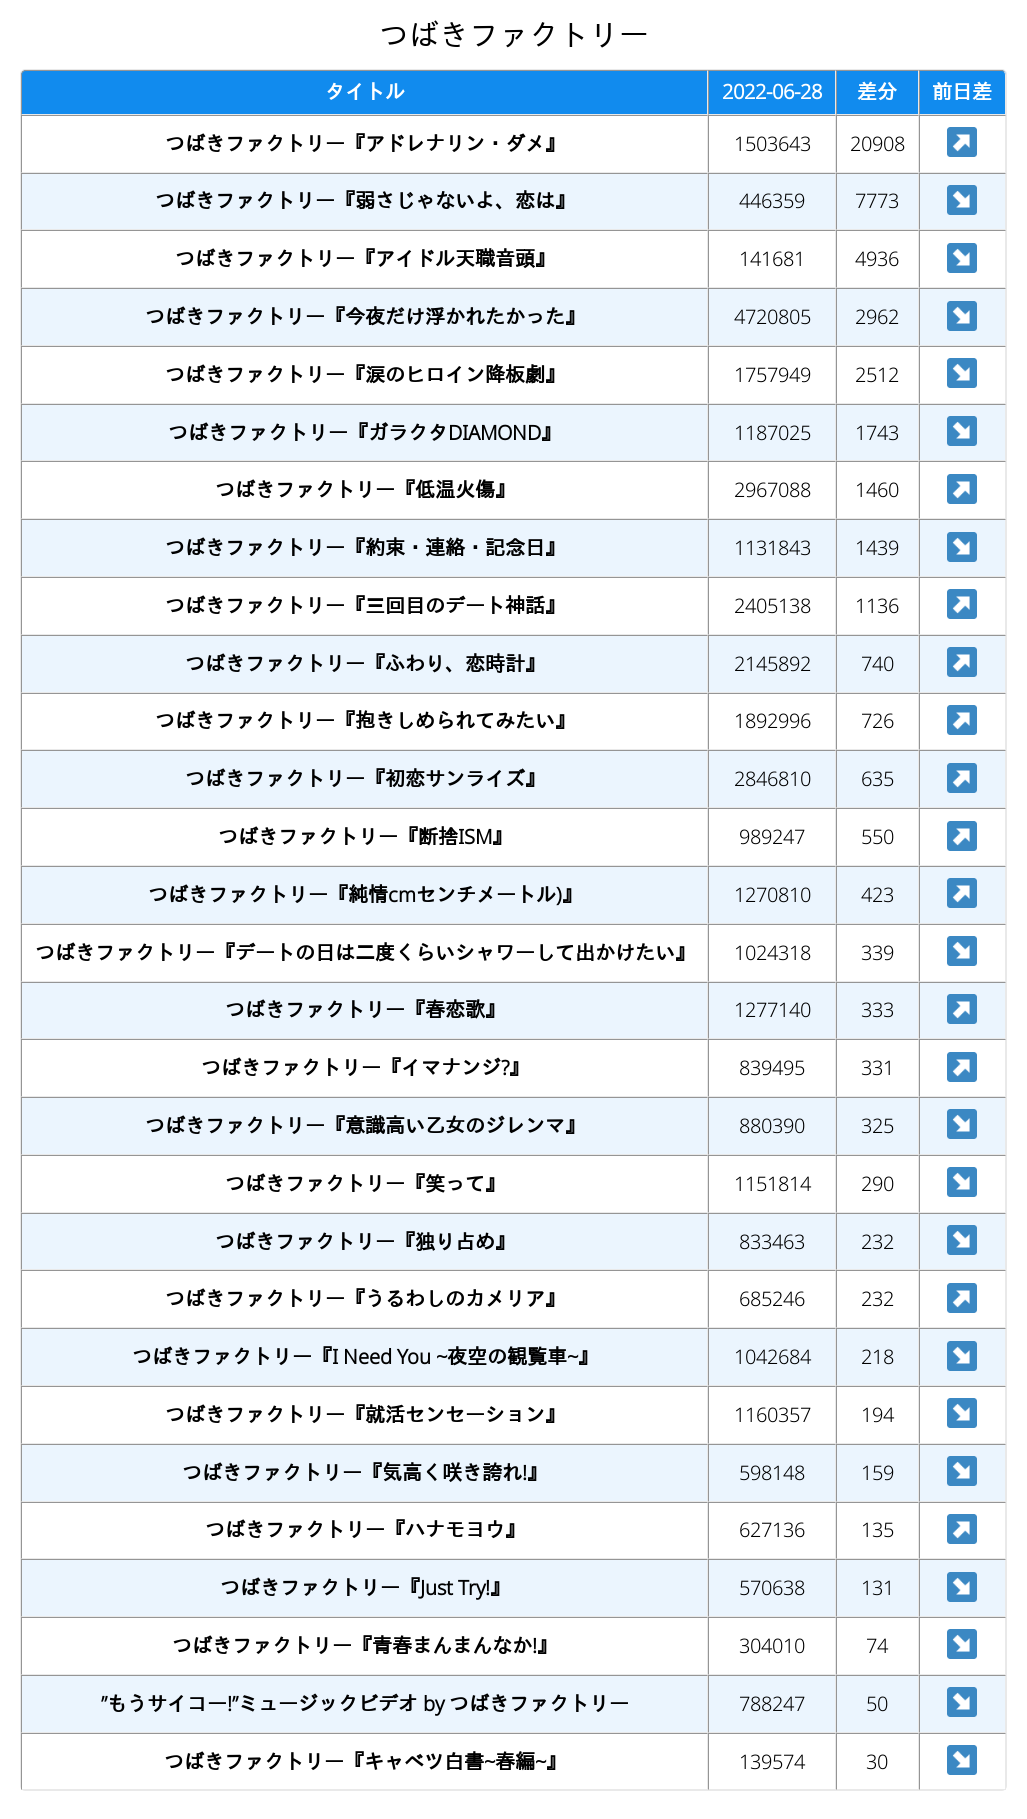 つばきファクトリー
タイトル 2022-06-28 差分 前日差
つばきファクトリー『アドレナリン・ダメ』 1503643 20908
つばきファクトリー『弱さじゃないよ、恋は』 446359 7773
つばきファクトリー『アイドル天職音頭』 141681 4936
つばきファクトリー『今夜だけ浮かれたかった』 4720805 2962
つばきファクトリー『涙のヒロイン降板劇』 1757949 2512
つばきファクトリー『ガラクタDIAMOND』 1187025 1743
つばきファクトリー『低温火傷』 2967088 1460
つばきファクトリー『約束・連絡・記念日』 1131843 1439
つばきファクトリー『三回目のデート神話』 2405138 1136
つばきファクトリー『ふわり、恋時計』 2145892 740
つばきファクトリー『抱きしめられてみたい』 1892996 726
つばきファクトリー『初恋サンライズ』 2846810 635
つばきファクトリー『断捨ISM』 989247 550
つばきファクトリー『純情cmセンチメートル)』 1270810 423
つばきファクトリー『デートの日は二度くらいシャワーして出かけたい』 1024318 339
つばきファクトリー『春恋歌』 1277140 333
つばきファクトリー『イマナンジ?』 839495 331
つばきファクトリー『意識高い乙女のジレンマ』 880390 325
つばきファクトリー『笑って』 1151814 290
つばきファクトリー『独り占め』 833463 232
つばきファクトリー『うるわしのカメリア』 685246 232
つばきファクトリー『I Need You ~夜空の観覧車~』 1042684 218
つばきファクトリー『就活センセーション』 1160357 194
つばきファクトリー『気高く咲き誇れ!』 598148 159
つばきファクトリー『ハナモヨウ』 627136 135
つばきファクトリー『Just Try!』 570638 131
つばきファクトリー『青春まんまんなか!』 304010 74
”もうサイコー!”ミュージックビデオ by つばきファクトリー 788247 50
つばきファクトリー『キャベツ白書~春編~』 139574 30